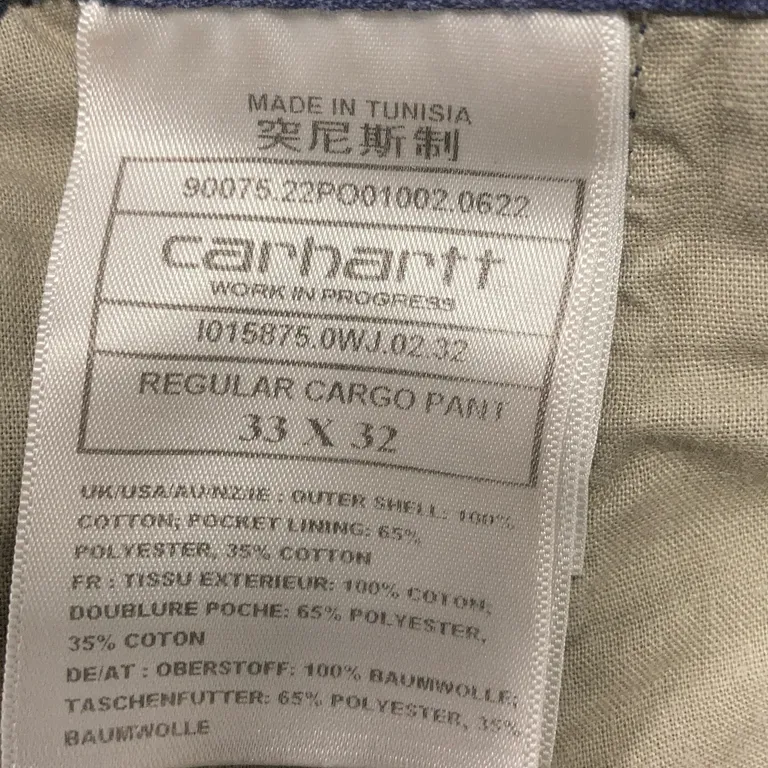 MADE IN TUNISIA
突尼斯制
90075.22PO01002.0622
carhartt
WORK IN PROGRESS
I015875.0WJ.02.32
REGULAR CARGO PANT
33 X 32
UK/USA/AU/NZ/IE : OUTER SHELL: 100%
COTTON; POCKET LINING: 65%
POLYESTER, 35% COTTON
FR : TISSU EXTERIEUR: 100% COTON;
DOUBLURE POCHE: 65% POLYESTER,
35% COTON
DE/AT : OBERSTOFF: 100% BAUMWOLLE;
TASCHENFUTTER: 65% POLYESTER, 35%
BAUMWOLLE